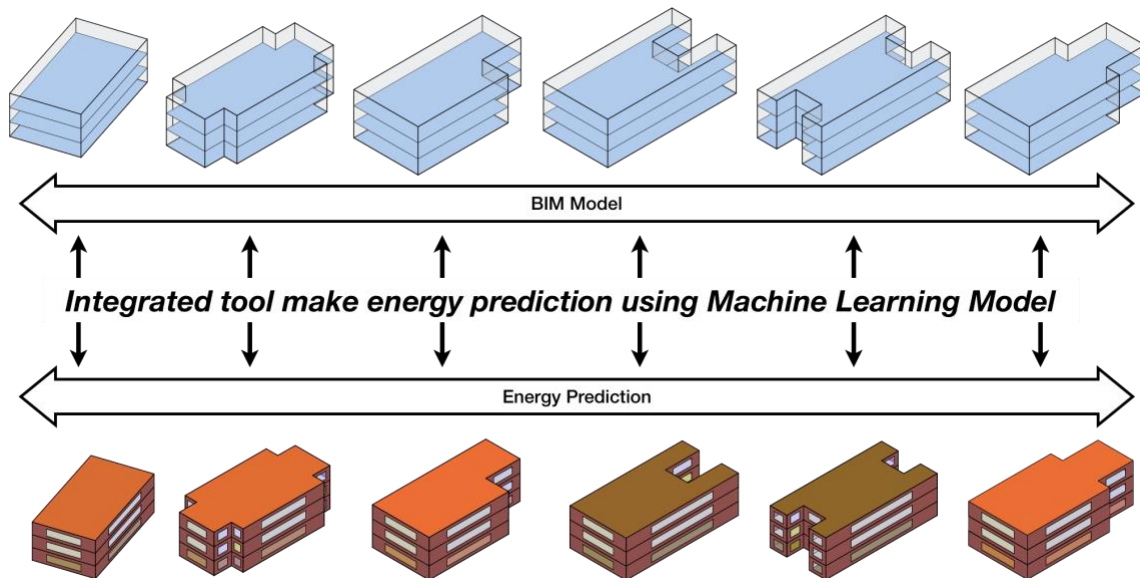 BIM Model
Integrated tool make energy prediction using Machine Learning Model
Energy Prediction